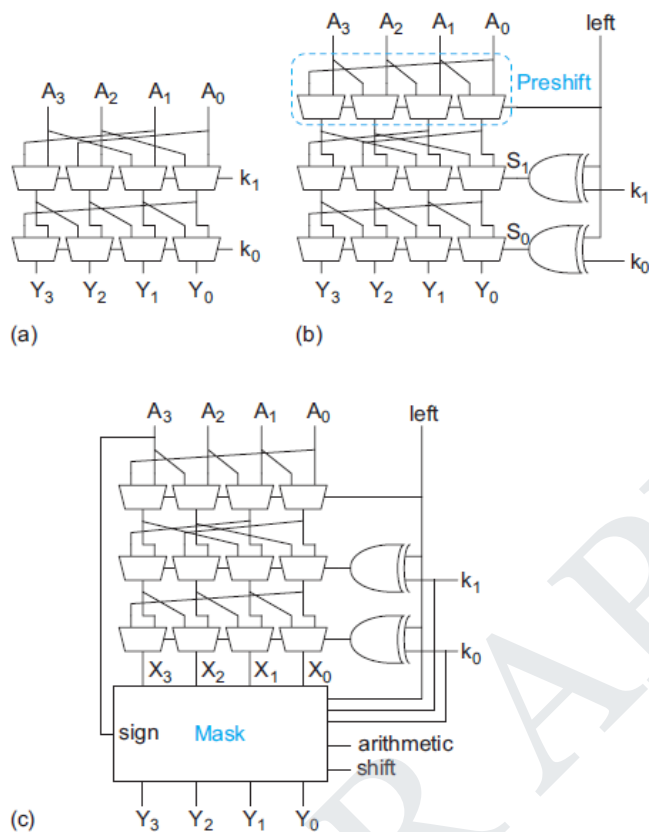 A3 A2 A1 A0
k1
k0
Y3 Y2 Y1 Y0
(a)
A3 A2 A1 A0 left
Preshift
S1
k1
S0
k0
Y3 Y2 Y1 Y0
(b)
A3 A2 A1 A0 left
k1
k0
X3 X2 X1 X0
sign Mask
arithmetic
shift
Y3 Y2 Y1 Y0
(c)